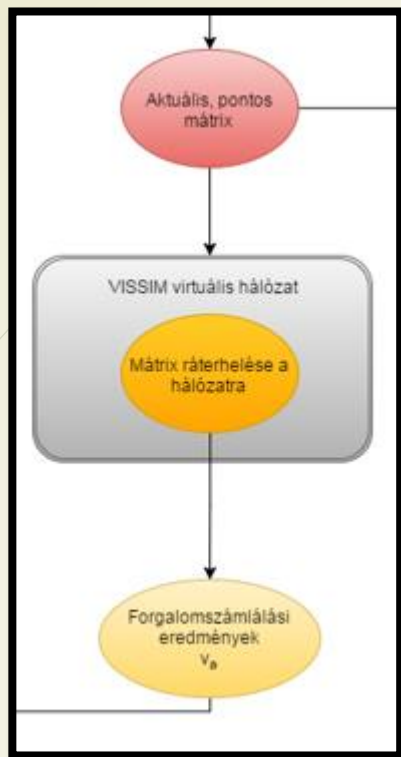 Aktuális, pontos
mátrix
VISSIM virtuális hálózat
Mátrix ráterhelése a
hálózatra
Forgalomszámlálási
eredmények
vₐ